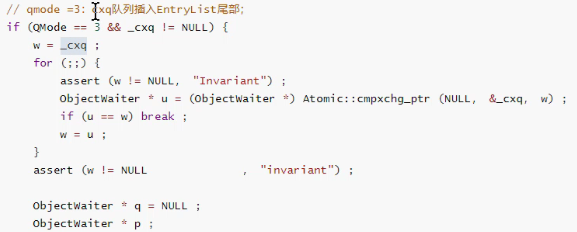 // qmode =3: cxq队列插入EntryList尾部;
if (QMode == 3 && _cxq != NULL) {
w = _cxq ;
for (;;) {
assert (w != NULL, "Invariant") ;
ObjectWaiter * u = (ObjectWaiter *) Atomic::cmpxchg_ptr (NULL, &_cxq, w) ;
if (u == w) break ;
w = u ;
}
assert (w != NULL , "invariant") ;
ObjectWaiter * q = NULL ;
ObjectWaiter * p ;